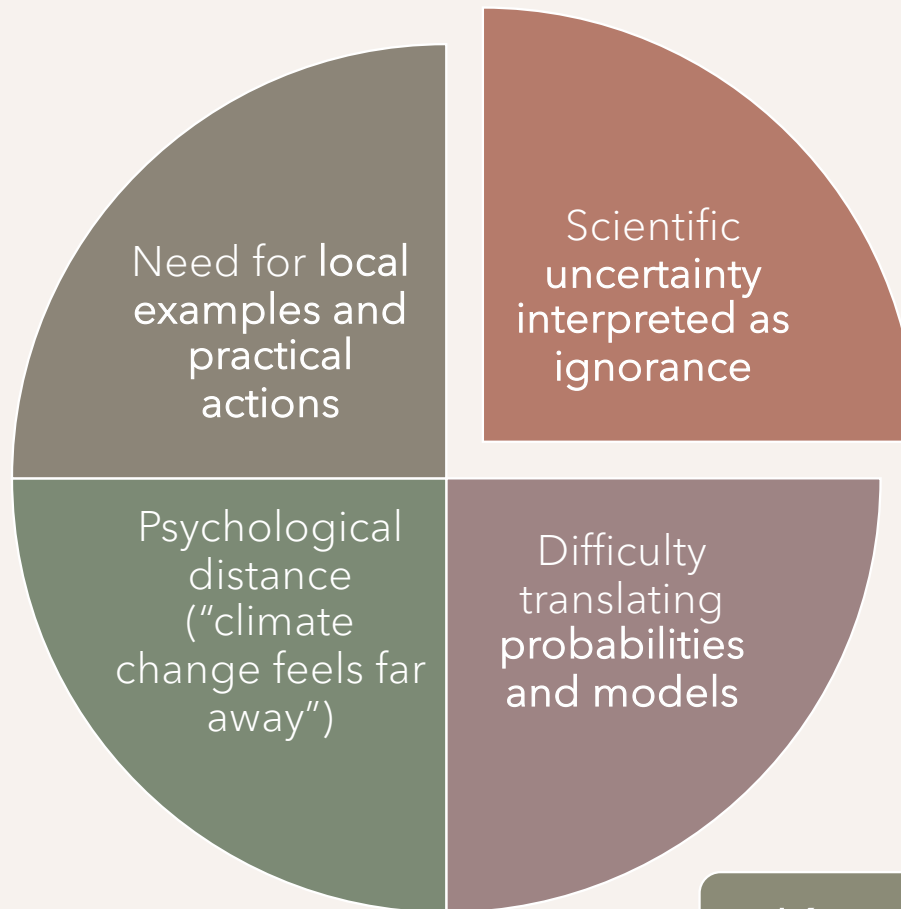 Need for local
examples and
practical
actions
Scientific
uncertainty
interpreted as
ignorance
Psychological
distance
(“climate
change feels far
away”)
Difficulty
translating
probabilities
and models